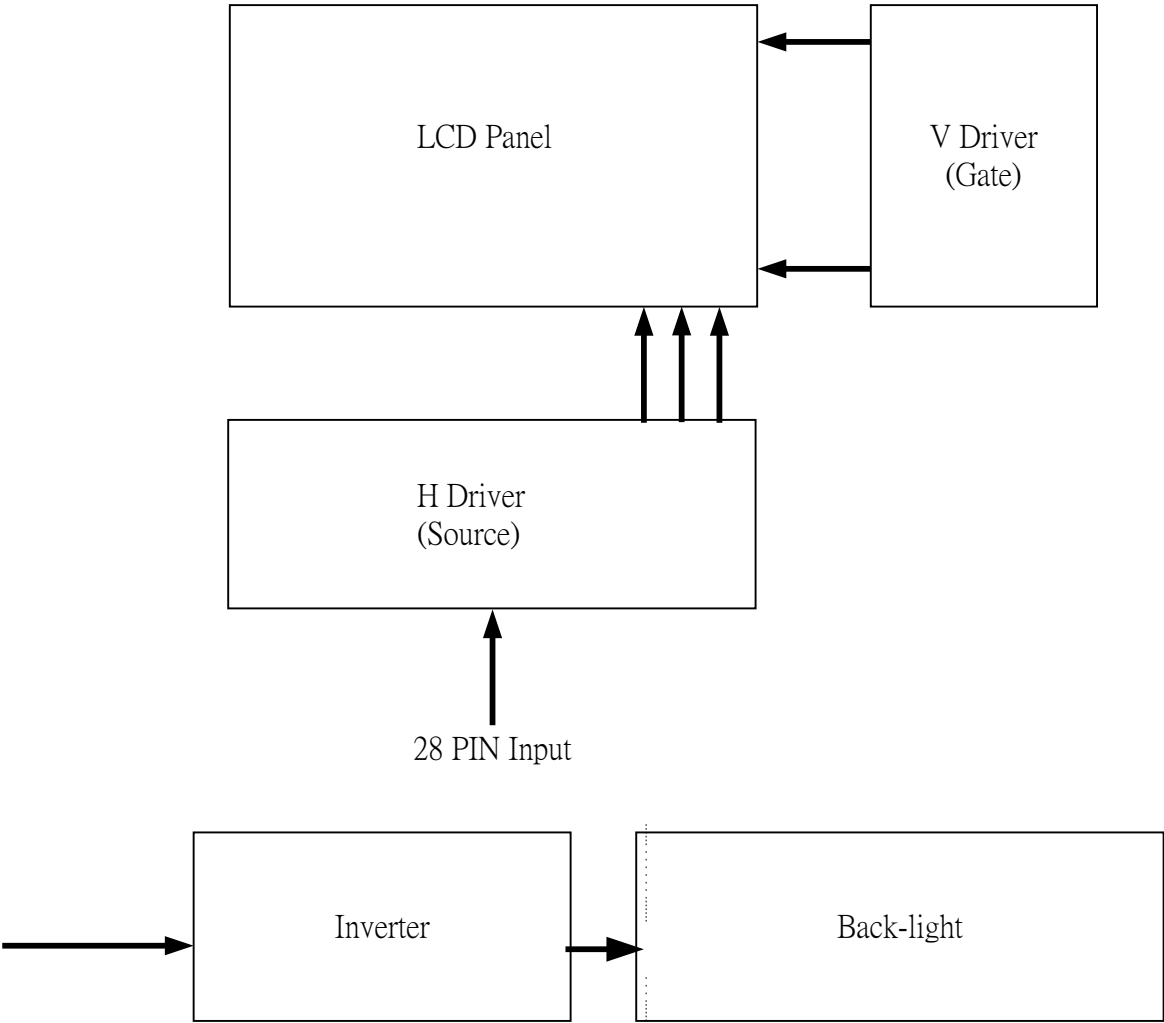 LCD Panel
V Driver
(Gate)
H Driver
(Source)
28 PIN Input
Inverter
Back-light